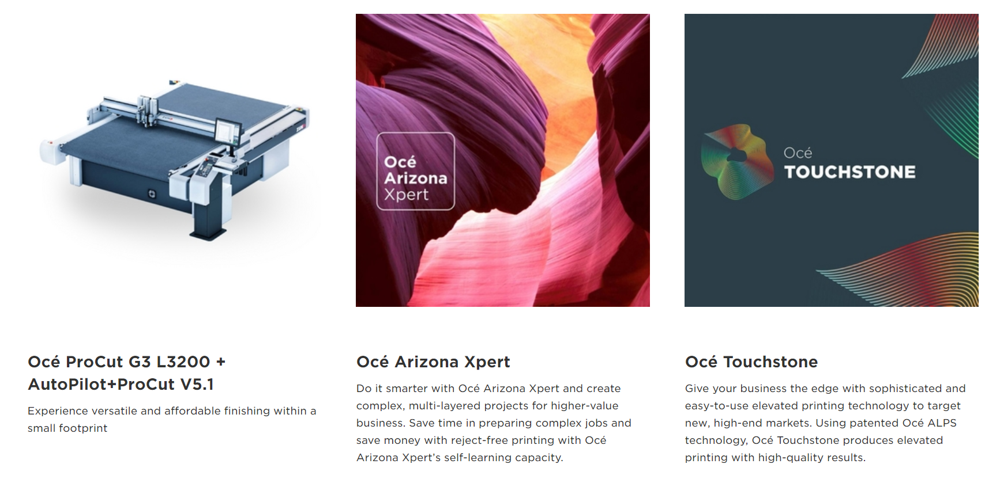 Océ
Arizona
Xpert
Océ
TOUCHSTONE
Océ ProCut G3 L3200 +
AutoPilot+ProCut V5.1
Experience versatile and affordable finishing within a
small footprint
Océ Arizona Xpert
Do it smarter with Océ Arizona Xpert and create
complex, multi-layered projects for higher-value
business. Save time in preparing complex jobs and
save money with reject-free printing with Océ
Arizona Xpert’s self-learning capacity.
Océ Touchstone
Give your business the edge with sophisticated and
easy-to-use elevated printing technology to target
new, high-end markets. Using patented Océ ALPS
technology, Océ Touchstone produces elevated
printing with high-quality results.